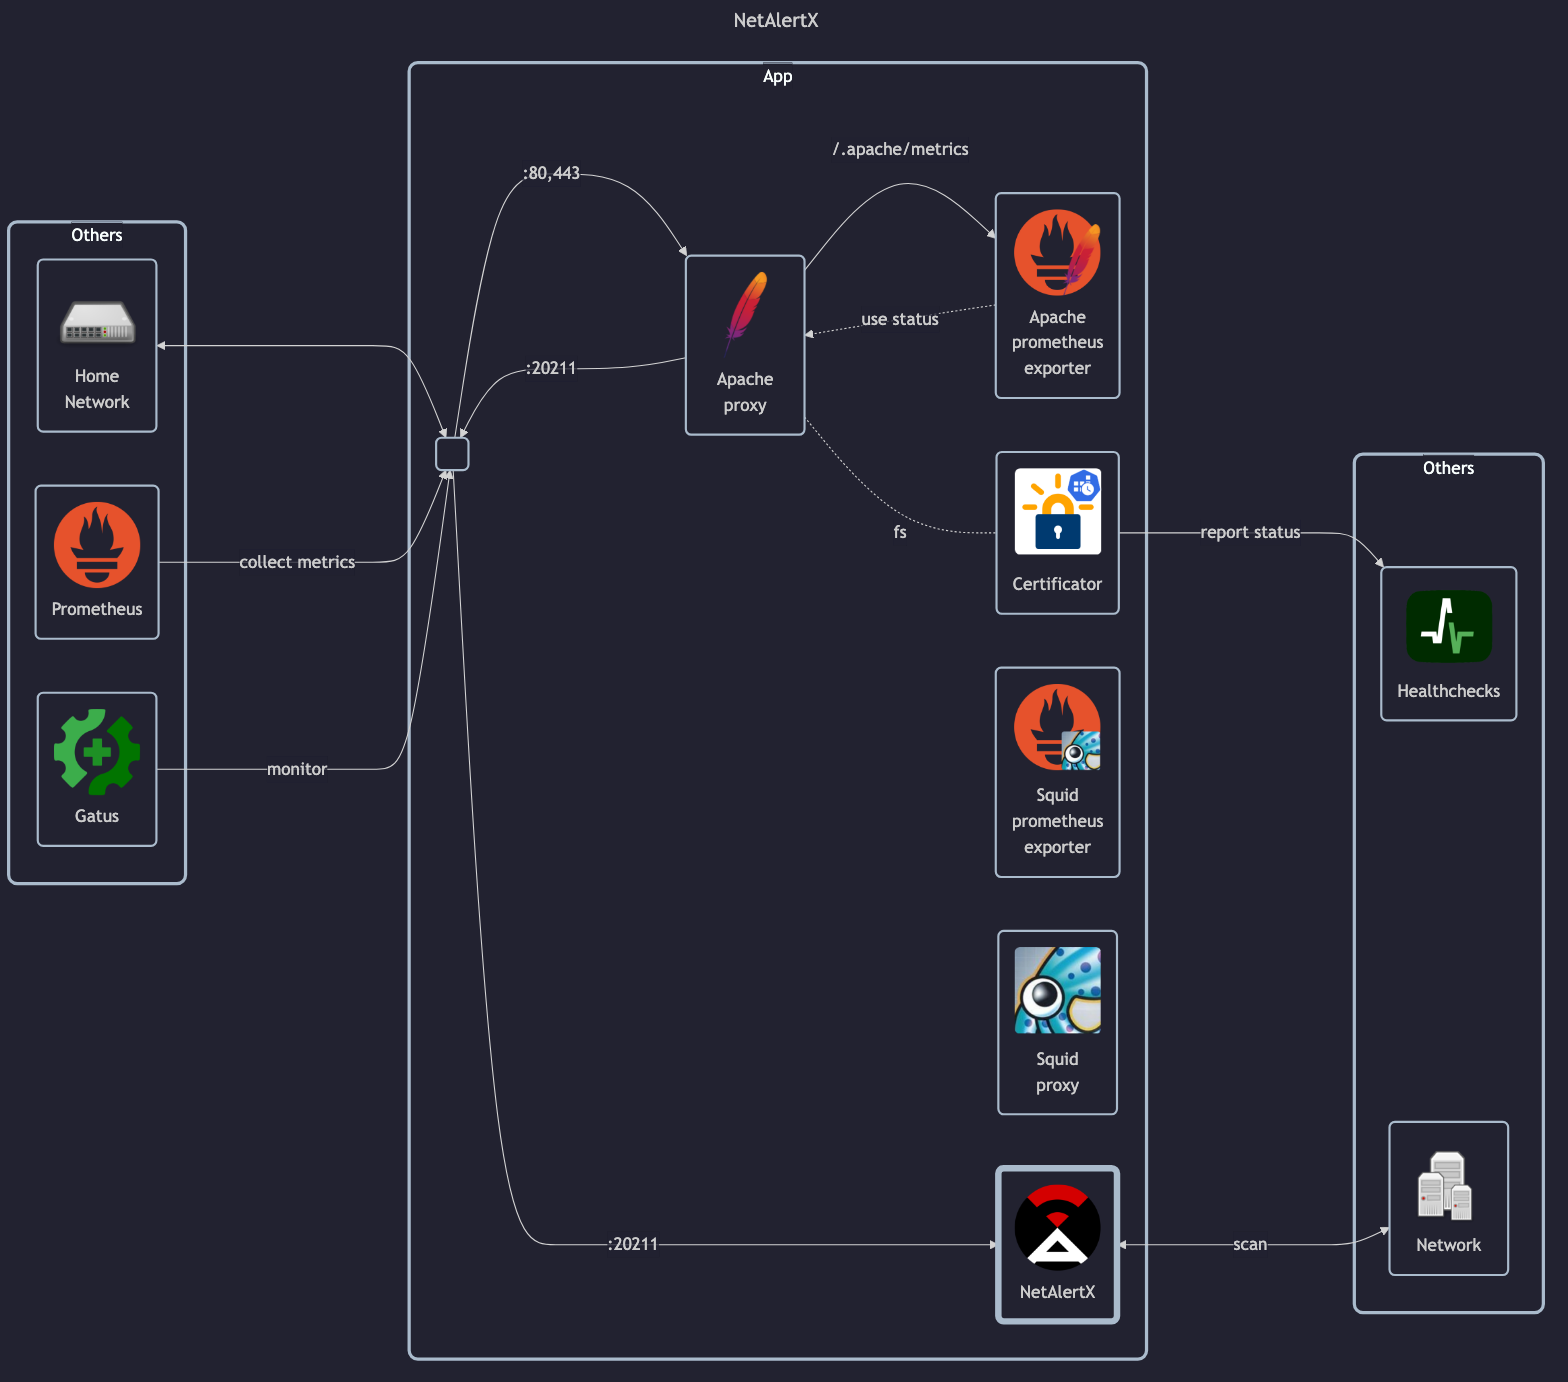 NetAlertX
App
/.apache/metrics
:80,443
Others
Home
Network
Apache
prometheus
exporter
use status
:20211
Apache
proxy
Others
fs
report status
collect metrics
Certificator
Prometheus
Healthchecks
monitor
Gatus
Squid
prometheus
exporter
Squid
proxy
:20211
scan
Network
NetAlertX